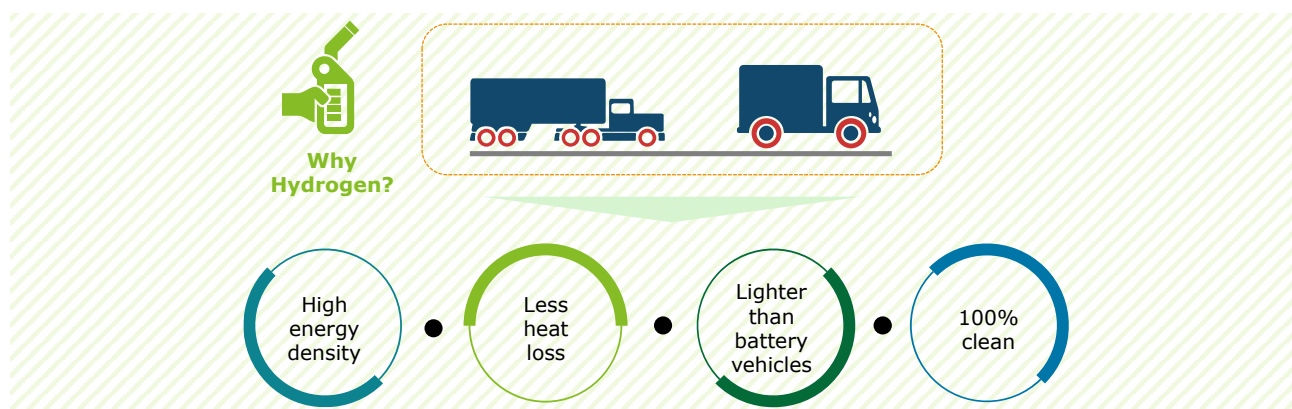 Why
Hydrogen?
High
energy
density
Less
heat
loss
Lighter
than
battery
vehicles
100%
clean